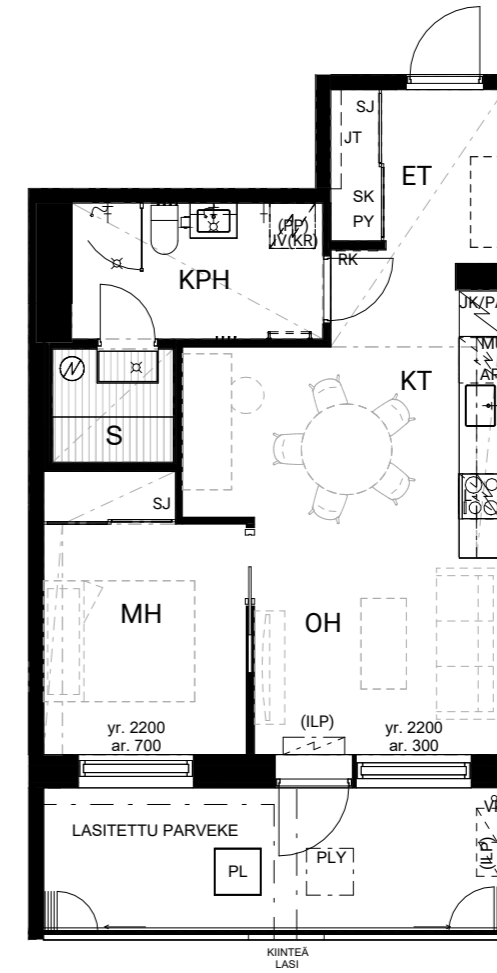 SJ
JT
ET
SK
PY
(PP)
JV(KR)
KPH
RK
JK/PA
KT
S
SJ
MH
OH
(ILP)
yr. 2200
ar. 700
yr. 2200
ar. 300
LASITETTU PARVEKE
PL
PLY
(ILP)
KIINTEÄ
LASI